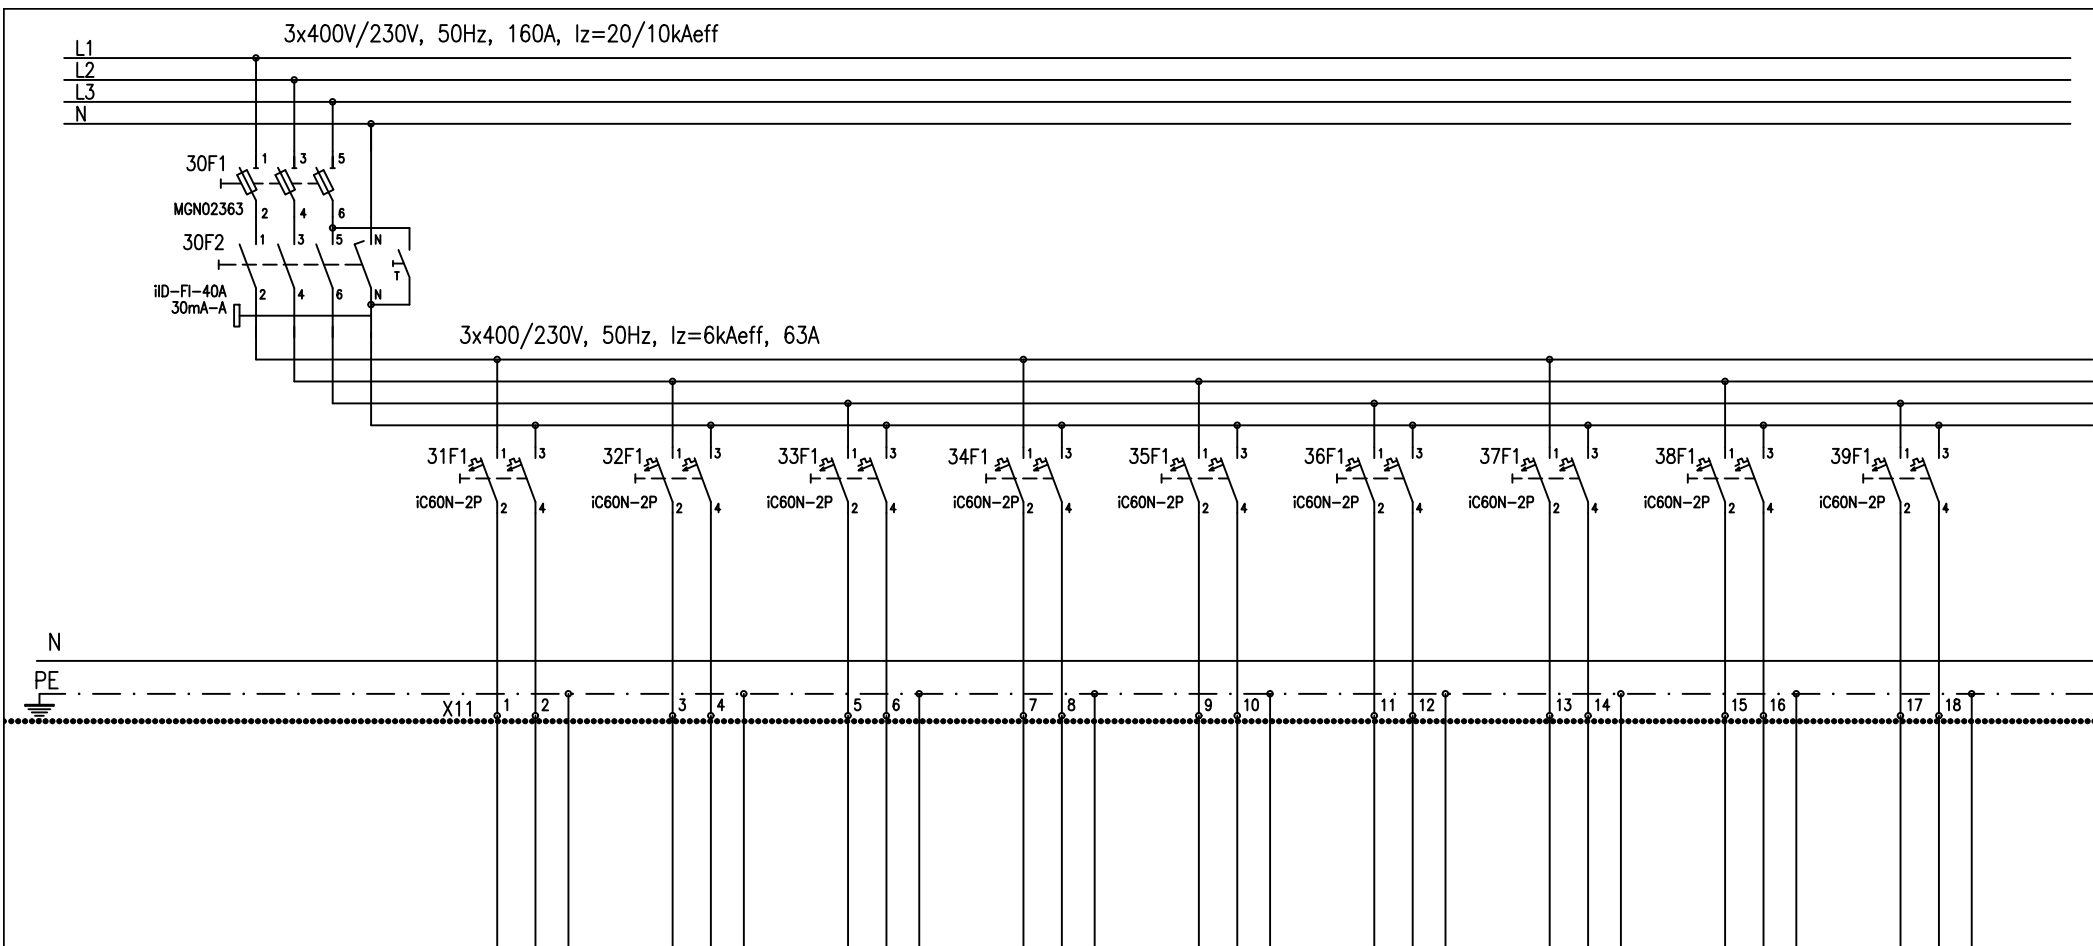 3x400V/230V, 50Hz, 160A, Iz=20/10kAeff
L1
L2
L3
N
30F1 1 3 5
MGN02363 2 4 6
30F2 1 3 5 N
T
iID-FI-40A 2 4 6 N
30mA-A
3x400/230V, 50Hz, Iz=6kAeff, 63A
31F1 1 3 32F1 1 3 33F1 1 3 34F1 1 3 35F1 1 3 36F1 1 3 37F1 1 3 38F1 1 3 39F1 1 3
iC60N-2P 2 4 iC60N-2P 2 4 iC60N-2P 2 4 iC60N-2P 2 4 iC60N-2P 2 4 iC60N-2P 2 4 iC60N-2P 2 4 iC60N-2P 2 4 iC60N-2P 2 4
N
PE
X11 1 2 3 4 5 6 7 8 9 10 11 12 13 14 15 16 17 18